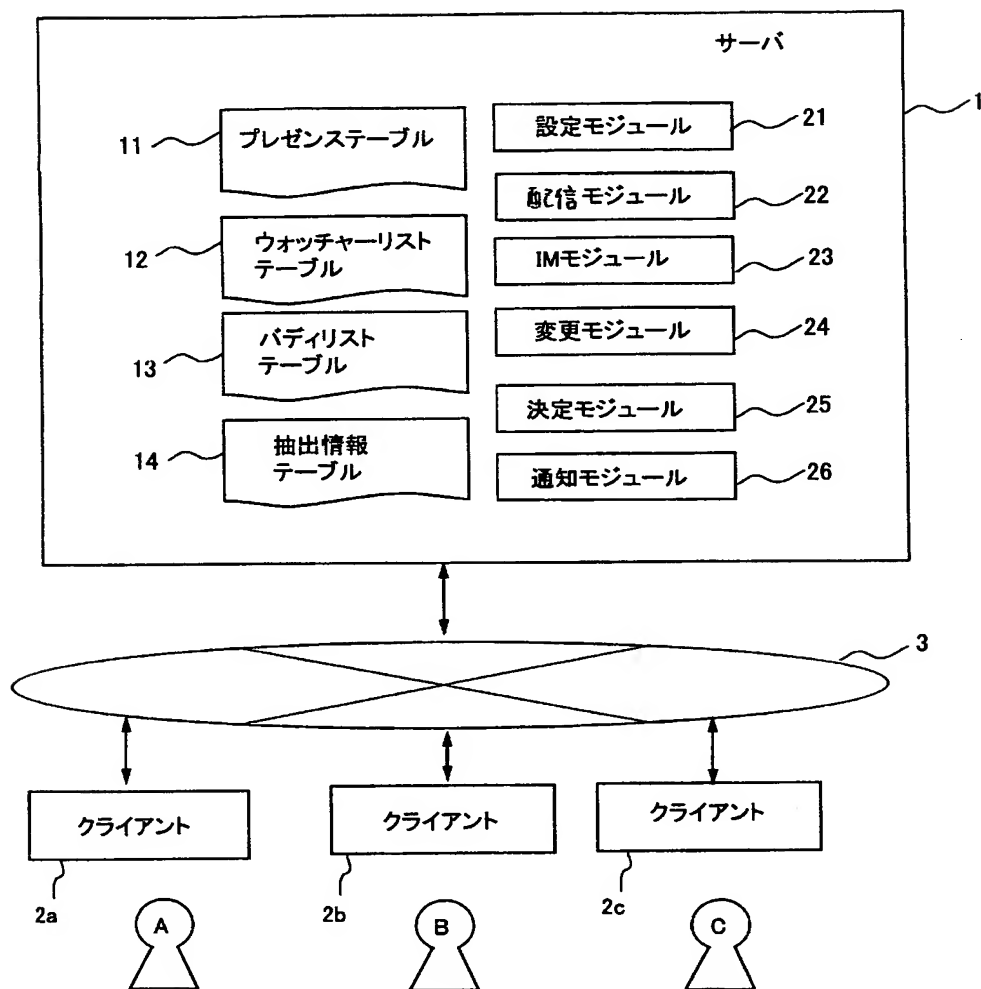 サーバ
1
11
プレゼンステーブル
設定モジュール
21
配信モジュール
22
12
ウォッチャーリスト
テーブル
IMモジュール
23
13
バディリスト
テーブル
変更モジュール
24
決定モジュール
25
14
抽出情報
テーブル
通知モジュール
26
3
クライアント
クライアント
クライアント
2a
2b
2c
A
B
C